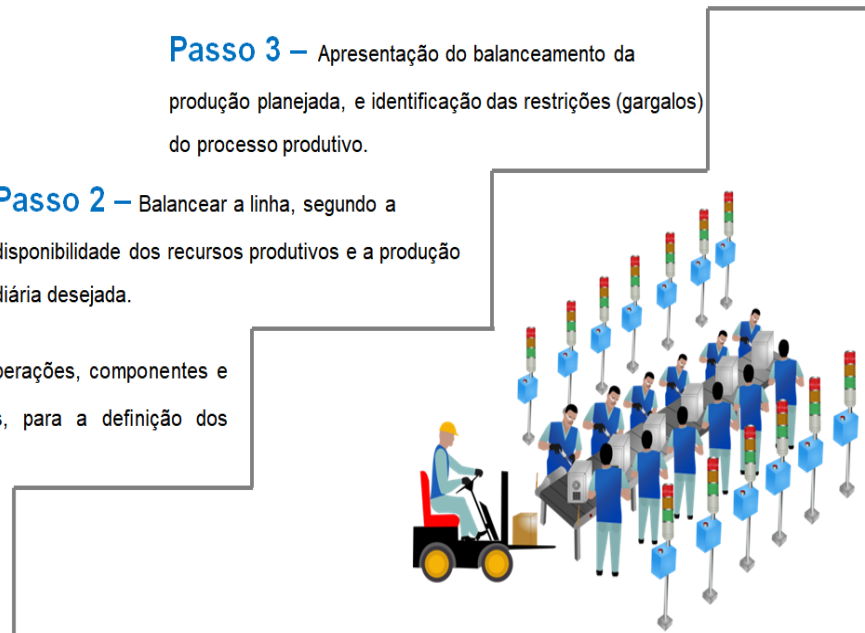 Passo 3 – Apresentação do balanceamento da
produção planejada, e identificação das restrições (gargalos)
do processo produtivo.
Passo 2 – Balancear a linha, segundo a
disponibilidade dos recursos produtivos e a produção
diária desejada.
perações, componentes e
s, para a definição dos